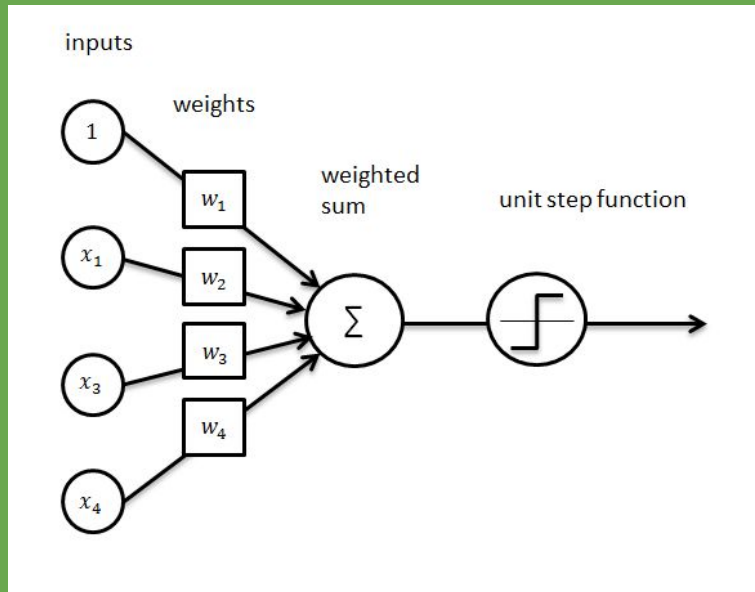 inputs
weights
1
weighted
sum
unit step function
w₁
x₁
w₂
Σ
w₃
x₃
w₄
x₄